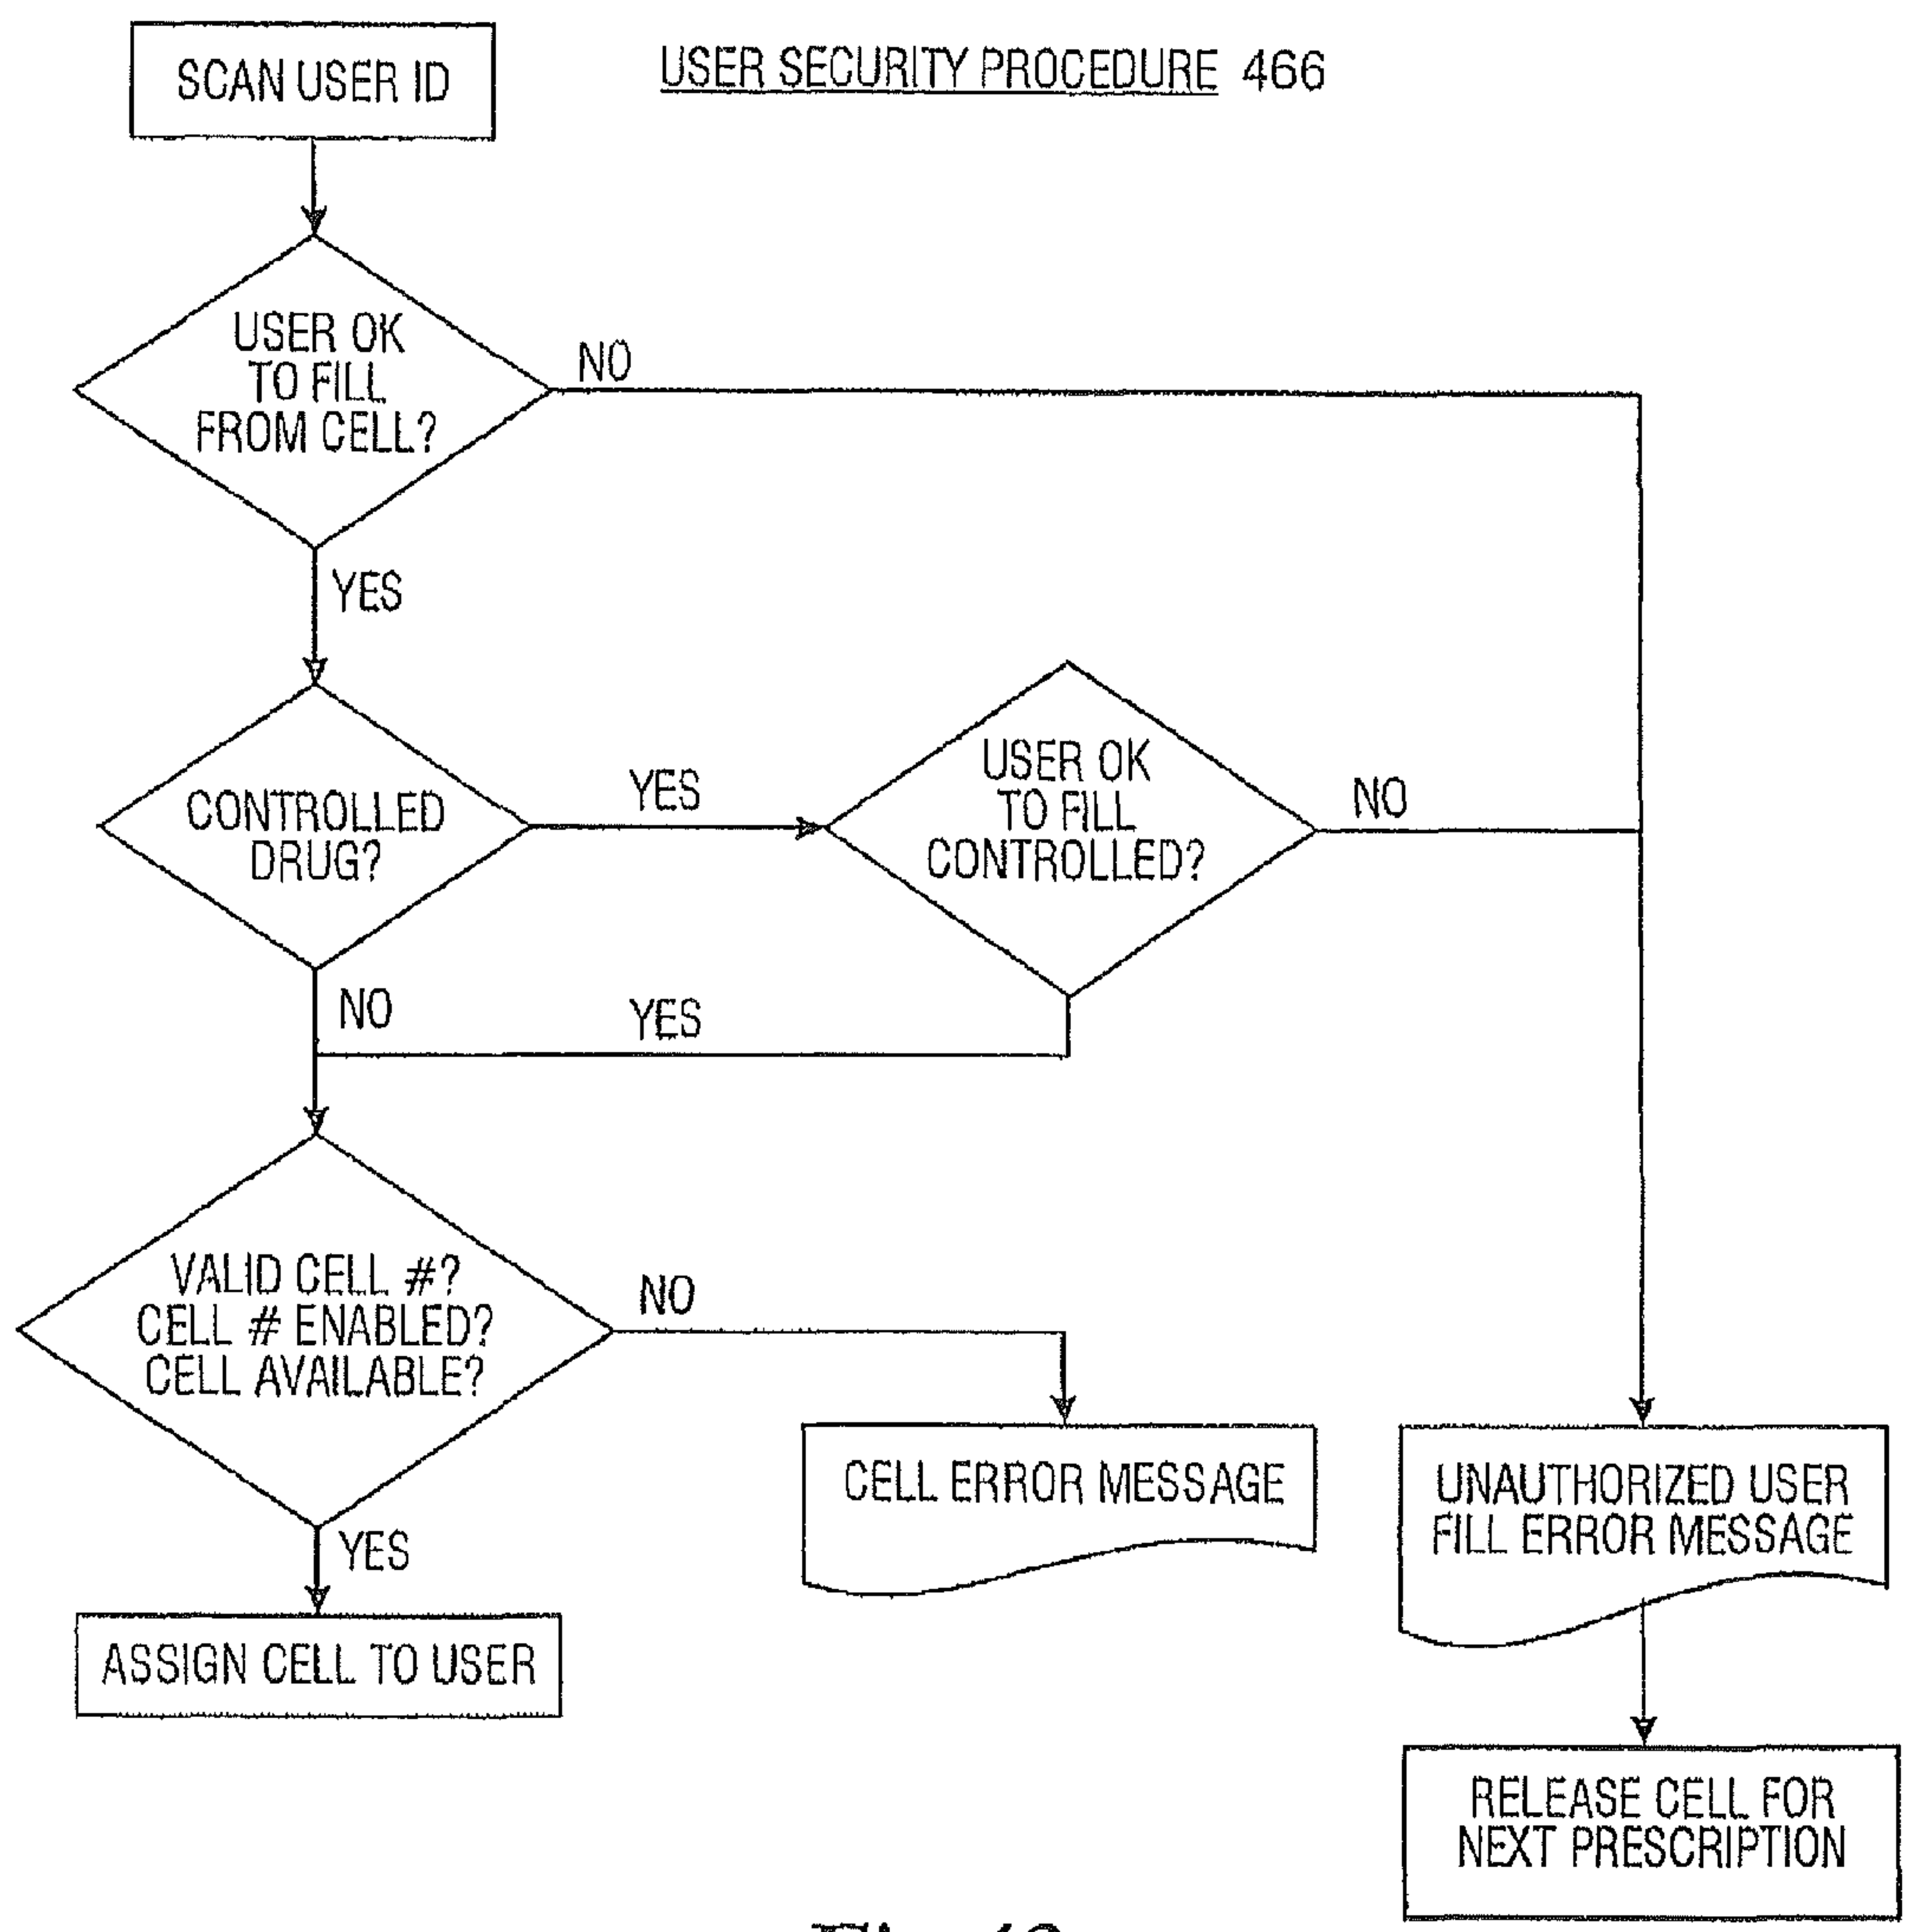 SCAN USER ID
USER SECURITY PROCEDURE 466
USER OK
TO FILL
FROM CELL?
NO
YES
CONTROLLED
DRUG?
YES
USER OK
TO FILL
CONTROLLED?
NO
NO
YES
VALID CELL #?
CELL # ENABLED?
CELL AVAILABLE?
NO
YES
CELL ERROR MESSAGE
UNAUTHORIZED USER
FILL ERROR MESSAGE
ASSIGN CELL TO USER
RELEASE CELL FOR
NEXT PRESCRIPTION